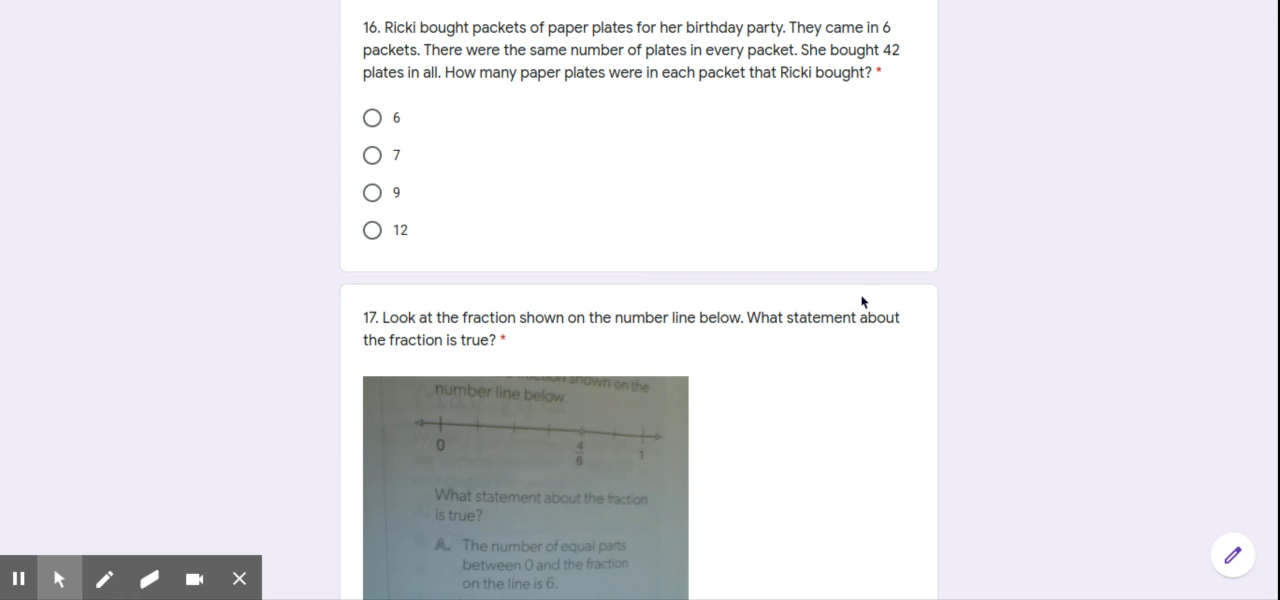 16. Ricki bought packets of paper plates for her birthday party. They came in 6
packets. There were the same number of plates in every packet. She bought 42
plates in all. How many paper plates were in each packet that Ricki bought? *
6
7
9
12
17. Look at the fraction shown on the number line below. What statement about
the fraction is true? *
shown on the
number line below.
0
4
6
1
What statement about the fraction
is true?
A. The number of equal parts
between 0 and the fraction
on the line is 6.